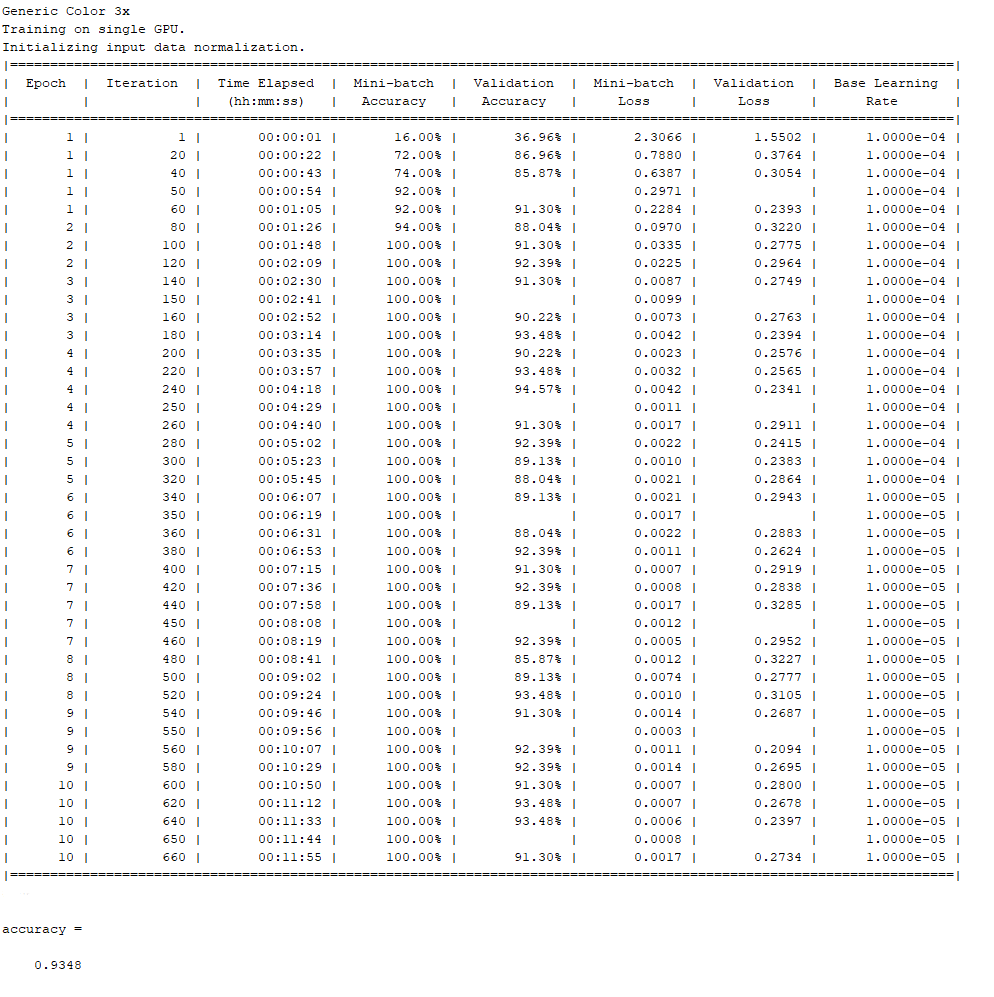 Generic Color 3x
Training on single GPU.
Initializing input data normalization.
|======================================================================================================================|
| Epoch | Iteration | Time Elapsed | Mini-batch | Validation | Mini-batch | Validation | Base Learning |
| | | (hh:mm:ss) | Accuracy | Accuracy | Loss | Loss | Rate |
|======================================================================================================================|
| 1 | 1 | 00:00:01 | 16.00% | 36.96% | 2.3066 | 1.5502 | 1.0000e-04 |
| 1 | 20 | 00:00:22 | 72.00% | 86.96% | 0.7880 | 0.3764 | 1.0000e-04 |
| 1 | 40 | 00:00:43 | 74.00% | 85.87% | 0.6387 | 0.3054 | 1.0000e-04 |
| 1 | 50 | 00:00:54 | 92.00% | | 0.2971 | | 1.0000e-04 |
| 1 | 60 | 00:01:05 | 92.00% | 91.30% | 0.2284 | 0.2393 | 1.0000e-04 |
| 2 | 80 | 00:01:26 | 94.00% | 88.04% | 0.0970 | 0.3220 | 1.0000e-04 |
| 2 | 100 | 00:01:48 | 100.00% | 91.30% | 0.0335 | 0.2775 | 1.0000e-04 |
| 2 | 120 | 00:02:09 | 100.00% | 92.39% | 0.0225 | 0.2964 | 1.0000e-04 |
| 3 | 140 | 00:02:30 | 100.00% | 91.30% | 0.0087 | 0.2749 | 1.0000e-04 |
| 3 | 150 | 00:02:41 | 100.00% | | 0.0099 | | 1.0000e-04 |
| 3 | 160 | 00:02:52 | 100.00% | 90.22% | 0.0073 | 0.2763 | 1.0000e-04 |
| 3 | 180 | 00:03:14 | 100.00% | 93.48% | 0.0042 | 0.2394 | 1.0000e-04 |
| 4 | 200 | 00:03:35 | 100.00% | 90.22% | 0.0023 | 0.2576 | 1.0000e-04 |
| 4 | 220 | 00:03:57 | 100.00% | 93.48% | 0.0032 | 0.2565 | 1.0000e-04 |
| 4 | 240 | 00:04:18 | 100.00% | 94.57% | 0.0042 | 0.2341 | 1.0000e-04 |
| 4 | 250 | 00:04:29 | 100.00% | | 0.0011 | | 1.0000e-04 |
| 4 | 260 | 00:04:40 | 100.00% | 91.30% | 0.0017 | 0.2911 | 1.0000e-04 |
| 5 | 280 | 00:05:02 | 100.00% | 92.39% | 0.0022 | 0.2415 | 1.0000e-04 |
| 5 | 300 | 00:05:23 | 100.00% | 89.13% | 0.0010 | 0.2383 | 1.0000e-04 |
| 5 | 320 | 00:05:45 | 100.00% | 88.04% | 0.0021 | 0.2864 | 1.0000e-04 |
| 6 | 340 | 00:06:07 | 100.00% | 89.13% | 0.0021 | 0.2943 | 1.0000e-05 |
| 6 | 350 | 00:06:19 | 100.00% | | 0.0017 | | 1.0000e-05 |
| 6 | 360 | 00:06:31 | 100.00% | 88.04% | 0.0022 | 0.2883 | 1.0000e-05 |
| 6 | 380 | 00:06:53 | 100.00% | 92.39% | 0.0011 | 0.2624 | 1.0000e-05 |
| 7 | 400 | 00:07:15 | 100.00% | 91.30% | 0.0007 | 0.2919 | 1.0000e-05 |
| 7 | 420 | 00:07:36 | 100.00% | 92.39% | 0.0008 | 0.2838 | 1.0000e-05 |
| 7 | 440 | 00:07:58 | 100.00% | 89.13% | 0.0017 | 0.3285 | 1.0000e-05 |
| 7 | 450 | 00:08:08 | 100.00% | | 0.0012 | | 1.0000e-05 |
| 7 | 460 | 00:08:19 | 100.00% | 92.39% | 0.0005 | 0.2952 | 1.0000e-05 |
| 8 | 480 | 00:08:41 | 100.00% | 85.87% | 0.0012 | 0.3227 | 1.0000e-05 |
| 8 | 500 | 00:09:02 | 100.00% | 89.13% | 0.0074 | 0.2777 | 1.0000e-05 |
| 8 | 520 | 00:09:24 | 100.00% | 93.48% | 0.0010 | 0.3105 | 1.0000e-05 |
| 9 | 540 | 00:09:46 | 100.00% | 91.30% | 0.0014 | 0.2687 | 1.0000e-05 |
| 9 | 550 | 00:09:56 | 100.00% | | 0.0003 | | 1.0000e-05 |
| 9 | 560 | 00:10:07 | 100.00% | 92.39% | 0.0011 | 0.2094 | 1.0000e-05 |
| 9 | 580 | 00:10:29 | 100.00% | 92.39% | 0.0014 | 0.2695 | 1.0000e-05 |
| 10 | 600 | 00:10:50 | 100.00% | 91.30% | 0.0007 | 0.2800 | 1.0000e-05 |
| 10 | 620 | 00:11:12 | 100.00% | 93.48% | 0.0007 | 0.2678 | 1.0000e-05 |
| 10 | 640 | 00:11:33 | 100.00% | 93.48% | 0.0006 | 0.2397 | 1.0000e-05 |
| 10 | 650 | 00:11:44 | 100.00% | | 0.0008 | | 1.0000e-05 |
| 10 | 660 | 00:11:55 | 100.00% | 91.30% | 0.0017 | 0.2734 | 1.0000e-05 |
|======================================================================================================================|
accuracy =
0.9348